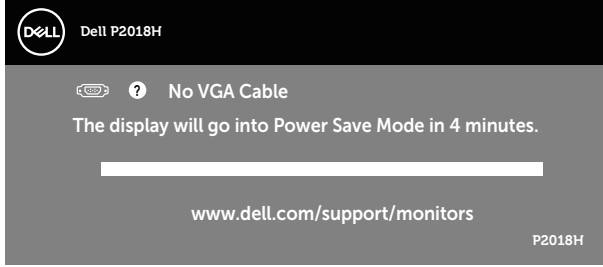 DELL Dell P2018H
? No VGA Cable
The display will go into Power Save Mode in 4 minutes.
www.dell.com/support/monitors
P2018H